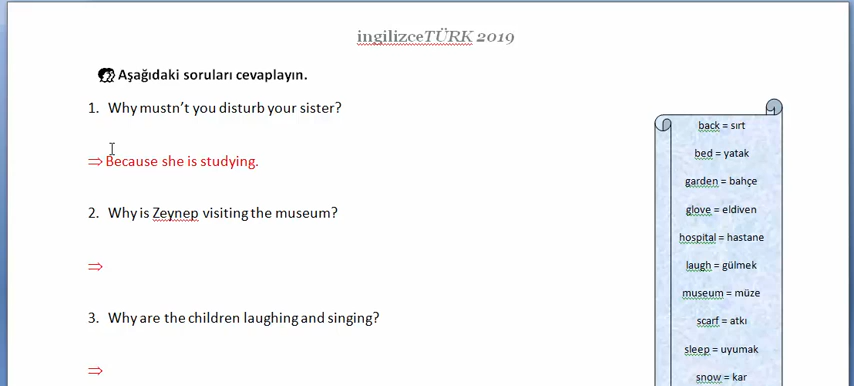 ingilizceTÜRK 2019
Aşağıdaki soruları cevaplayın.
1. Why mustn't you disturb your sister?
⇒ Because she is studying.
2. Why is Zeynep visiting the museum?
⇒
3. Why are the children laughing and singing?
⇒
back = sırt
bed = yatak
garden = bahçe
glove = eldiven
hospital = hastane
laugh = gülmek
museum = müze
scarf = atkı
sleep = uyumak
snow = kar